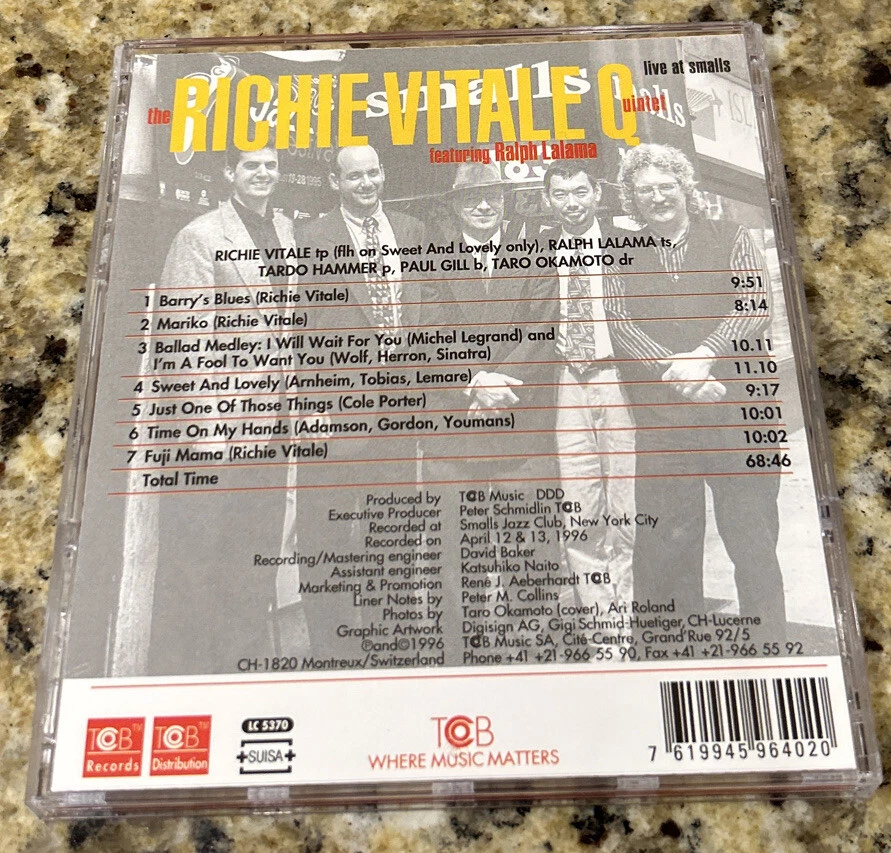 live at smalls
the RICHIE VITALE Quintet
featuring Ralph Lalama
smalls
RICHIE VITALE tp (flh on Sweet And Lovely only), RALPH LALAMA ts,
TARDO HAMMER p, PAUL GILL b, TARO OKAMOTO dr
1 Barry's Blues (Richie Vitale) 9:51
2 Mariko (Richie Vitale) 8:14
3 Ballad Medley: I Will Wait For You (Michel Legrand) and
I'm A Fool To Want You (Wolf, Herron, Sinatra) 10.11
4 Sweet And Lovely (Arnheim, Tobias, Lemare) 11.10
5 Just One Of Those Things (Cole Porter) 9:17
6 Time On My Hands (Adamson, Gordon, Youmans) 10:01
7 Fuji Mama (Richie Vitale) 10:02
Total Time 68:46
Produced by TCB Music DDD
Executive Producer Peter Schmidlin TCB
Recorded at Smalls Jazz Club, New York City
Recorded on April 12 & 13, 1996
Recording/Mastering engineer David Baker
Assistant engineer Katsuhiko Naito
Marketing & Promotion René J. Aeberhardt TCB
Liner Notes by Peter M. Collins
Photos by Taro Okamoto (cover), Ari Roland
Graphic Artwork Digisign AG, Gigi Schmid-Huetiger, CH-Lucerne
℗and©1996 TCB Music SA, Cité-Centre, Grand'Rue 92/5
CH-1820 Montreux/Switzerland Phone +41 +21-966 55 90, Fax +41 +21-966 55 92
TCB™ Records
TCB™ Distribution
LC 5370
SUISA
TCB
WHERE MUSIC MATTERS
7 619945 964020